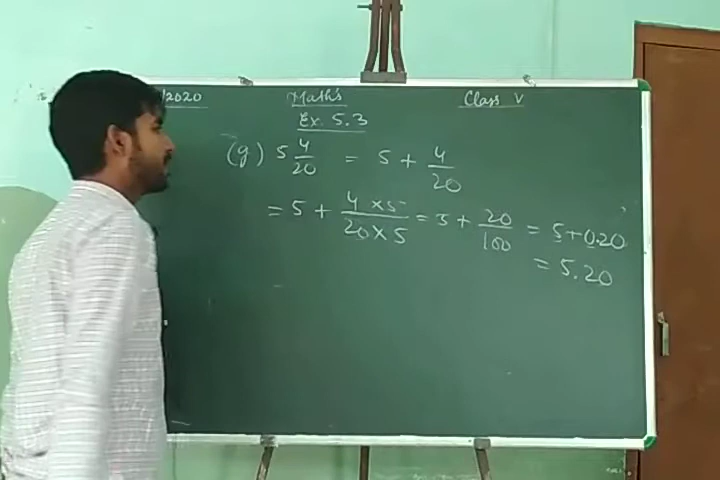 /2020 Maths Class V
Ex. 5.3
(g) 5 4/20 = 5 + 4/20
= 5 + 4×5/20×5 = 5 + 20/100 = 5+0.20
= 5.20